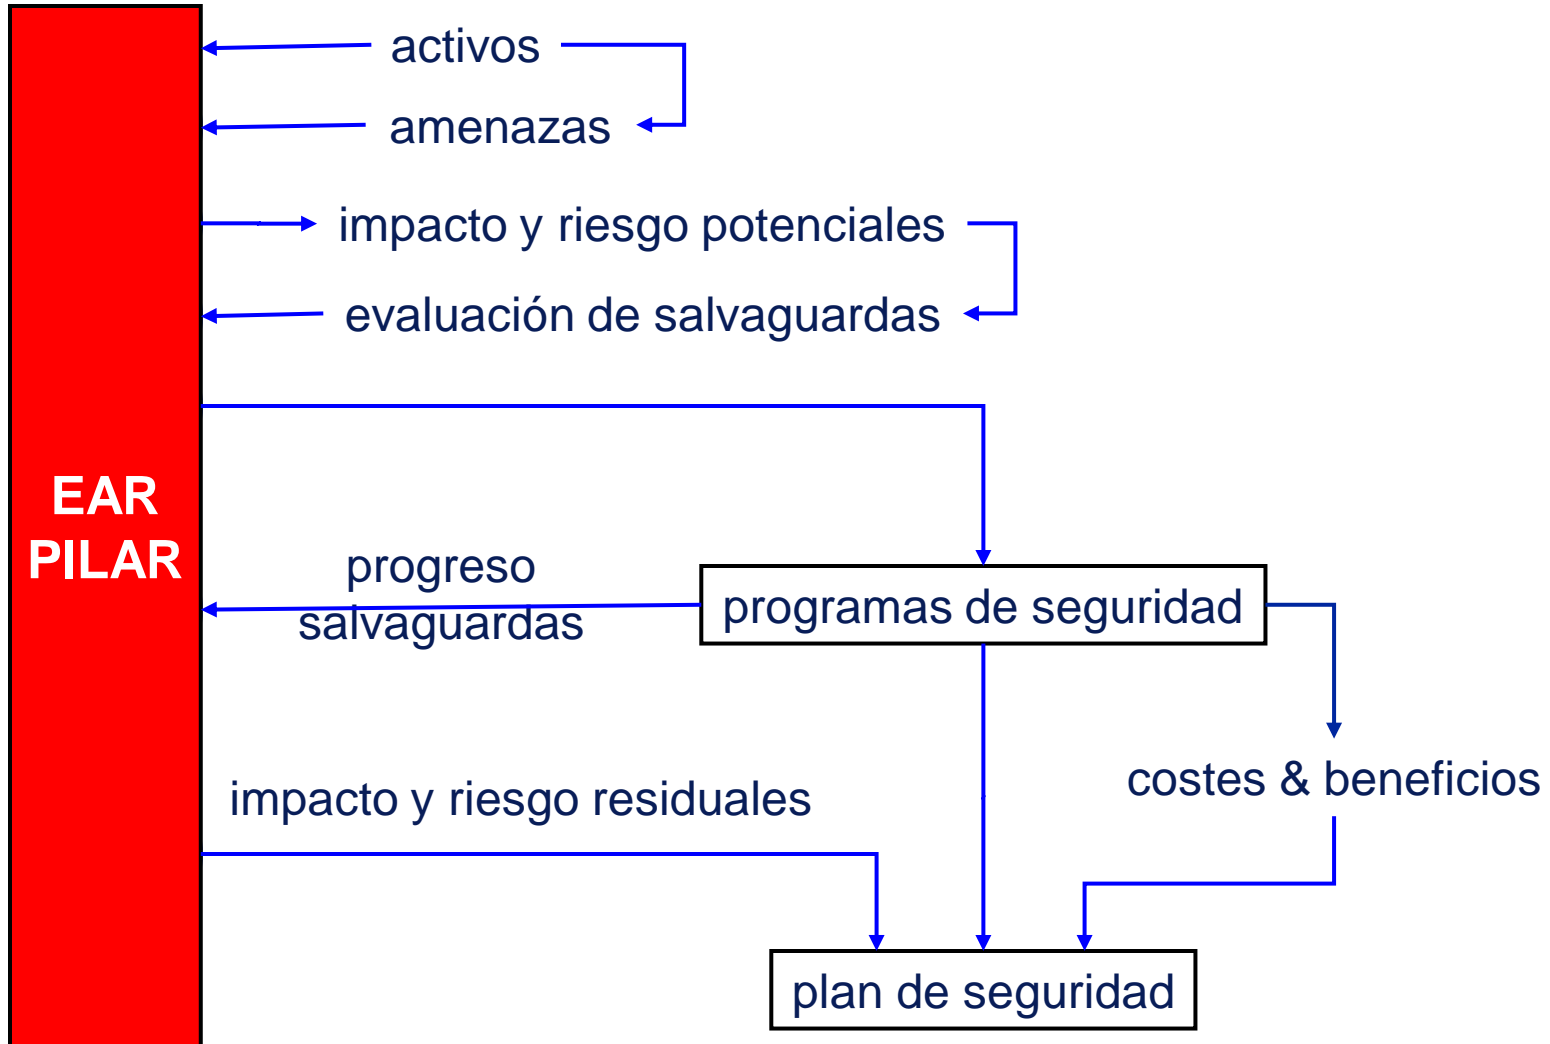 activos
amenazas
impacto y riesgo potenciales
evaluación de salvaguardas
EAR
PILAR
progreso
salvaguardas
programas de seguridad
costes & beneficios
impacto y riesgo residuales
plan de seguridad